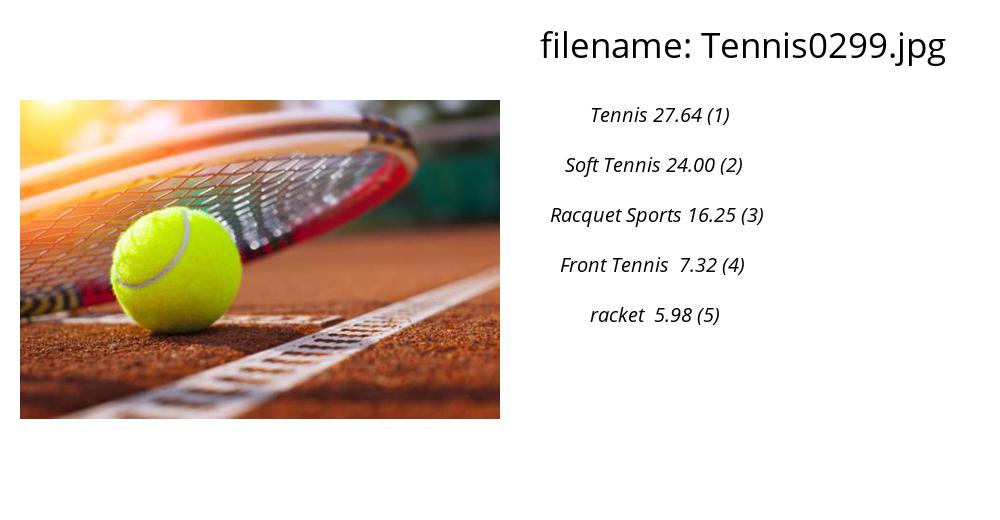 filename: Tennis0299.jpg
Tennis 27.64 (1)
Soft Tennis 24.00 (2)
Racquet Sports 16.25 (3)
Front Tennis  7.32 (4)
racket  5.98 (5)